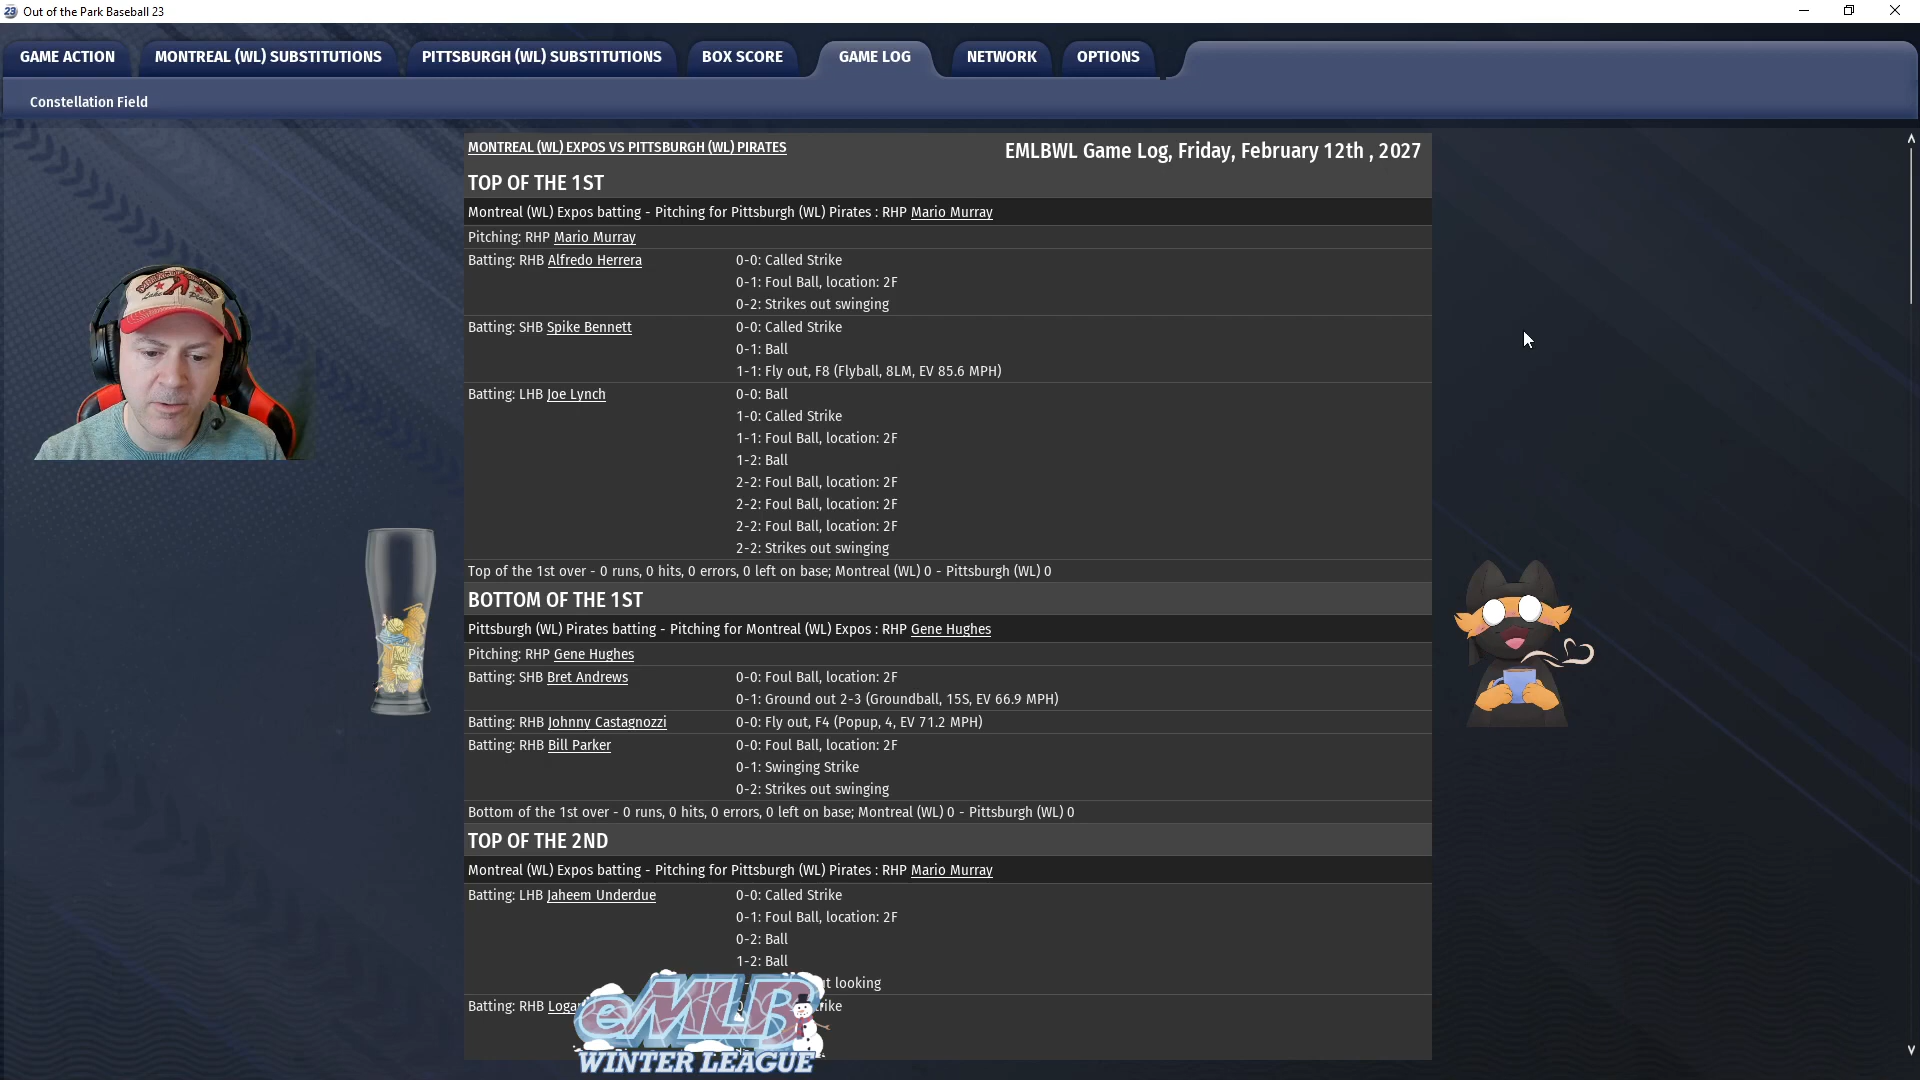 Out of the Park Baseball 23
GAME ACTION
MONTREAL (WL) SUBSTITUTIONS
PITTSBURGH (WL) SUBSTITUTIONS
BOX SCORE
GAME LOG
NETWORK
OPTIONS
Constellation Field
MONTREAL (WL) EXPOS VS PITTSBURGH (WL) PIRATES
EMLBWL Game Log, Friday, February 12th , 2027
TOP OF THE 1ST
Montreal (WL) Expos batting - Pitching for Pittsburgh (WL) Pirates : RHP Mario Murray
Pitching: RHP Mario Murray
Batting: RHB Alfredo Herrera 0-0: Called Strike
0-1: Foul Ball, location: 2F
0-2: Strikes out swinging
Batting: SHB Spike Bennett 0-0: Called Strike
0-1: Ball
1-1: Fly out, F8 (Flyball, 8LM, EV 85.6 MPH)
Batting: LHB Joe Lynch 0-0: Ball
1-0: Called Strike
1-1: Foul Ball, location: 2F
1-2: Ball
2-2: Foul Ball, location: 2F
2-2: Foul Ball, location: 2F
2-2: Foul Ball, location: 2F
2-2: Strikes out swinging
Top of the 1st over - 0 runs, 0 hits, 0 errors, 0 left on base; Montreal (WL) 0 - Pittsburgh (WL) 0
BOTTOM OF THE 1ST
Pittsburgh (WL) Pirates batting - Pitching for Montreal (WL) Expos : RHP Gene Hughes
Pitching: RHP Gene Hughes
Batting: SHB Bret Andrews 0-0: Foul Ball, location: 2F
0-1: Ground out 2-3 (Groundball, 15S, EV 66.9 MPH)
Batting: RHB Johnny Castagnozzi 0-0: Fly out, F4 (Popup, 4, EV 71.2 MPH)
Batting: RHB Bill Parker 0-0: Foul Ball, location: 2F
0-1: Swinging Strike
0-2: Strikes out swinging
Bottom of the 1st over - 0 runs, 0 hits, 0 errors, 0 left on base; Montreal (WL) 0 - Pittsburgh (WL) 0
TOP OF THE 2ND
Montreal (WL) Expos batting - Pitching for Pittsburgh (WL) Pirates : RHP Mario Murray
Batting: LHB Jaheem Underdue 0-0: Called Strike
0-1: Foul Ball, location: 2F
0-2: Ball
1-2: Ball
looking
Batting: RHB
eMLB
WINTER LEAGUE